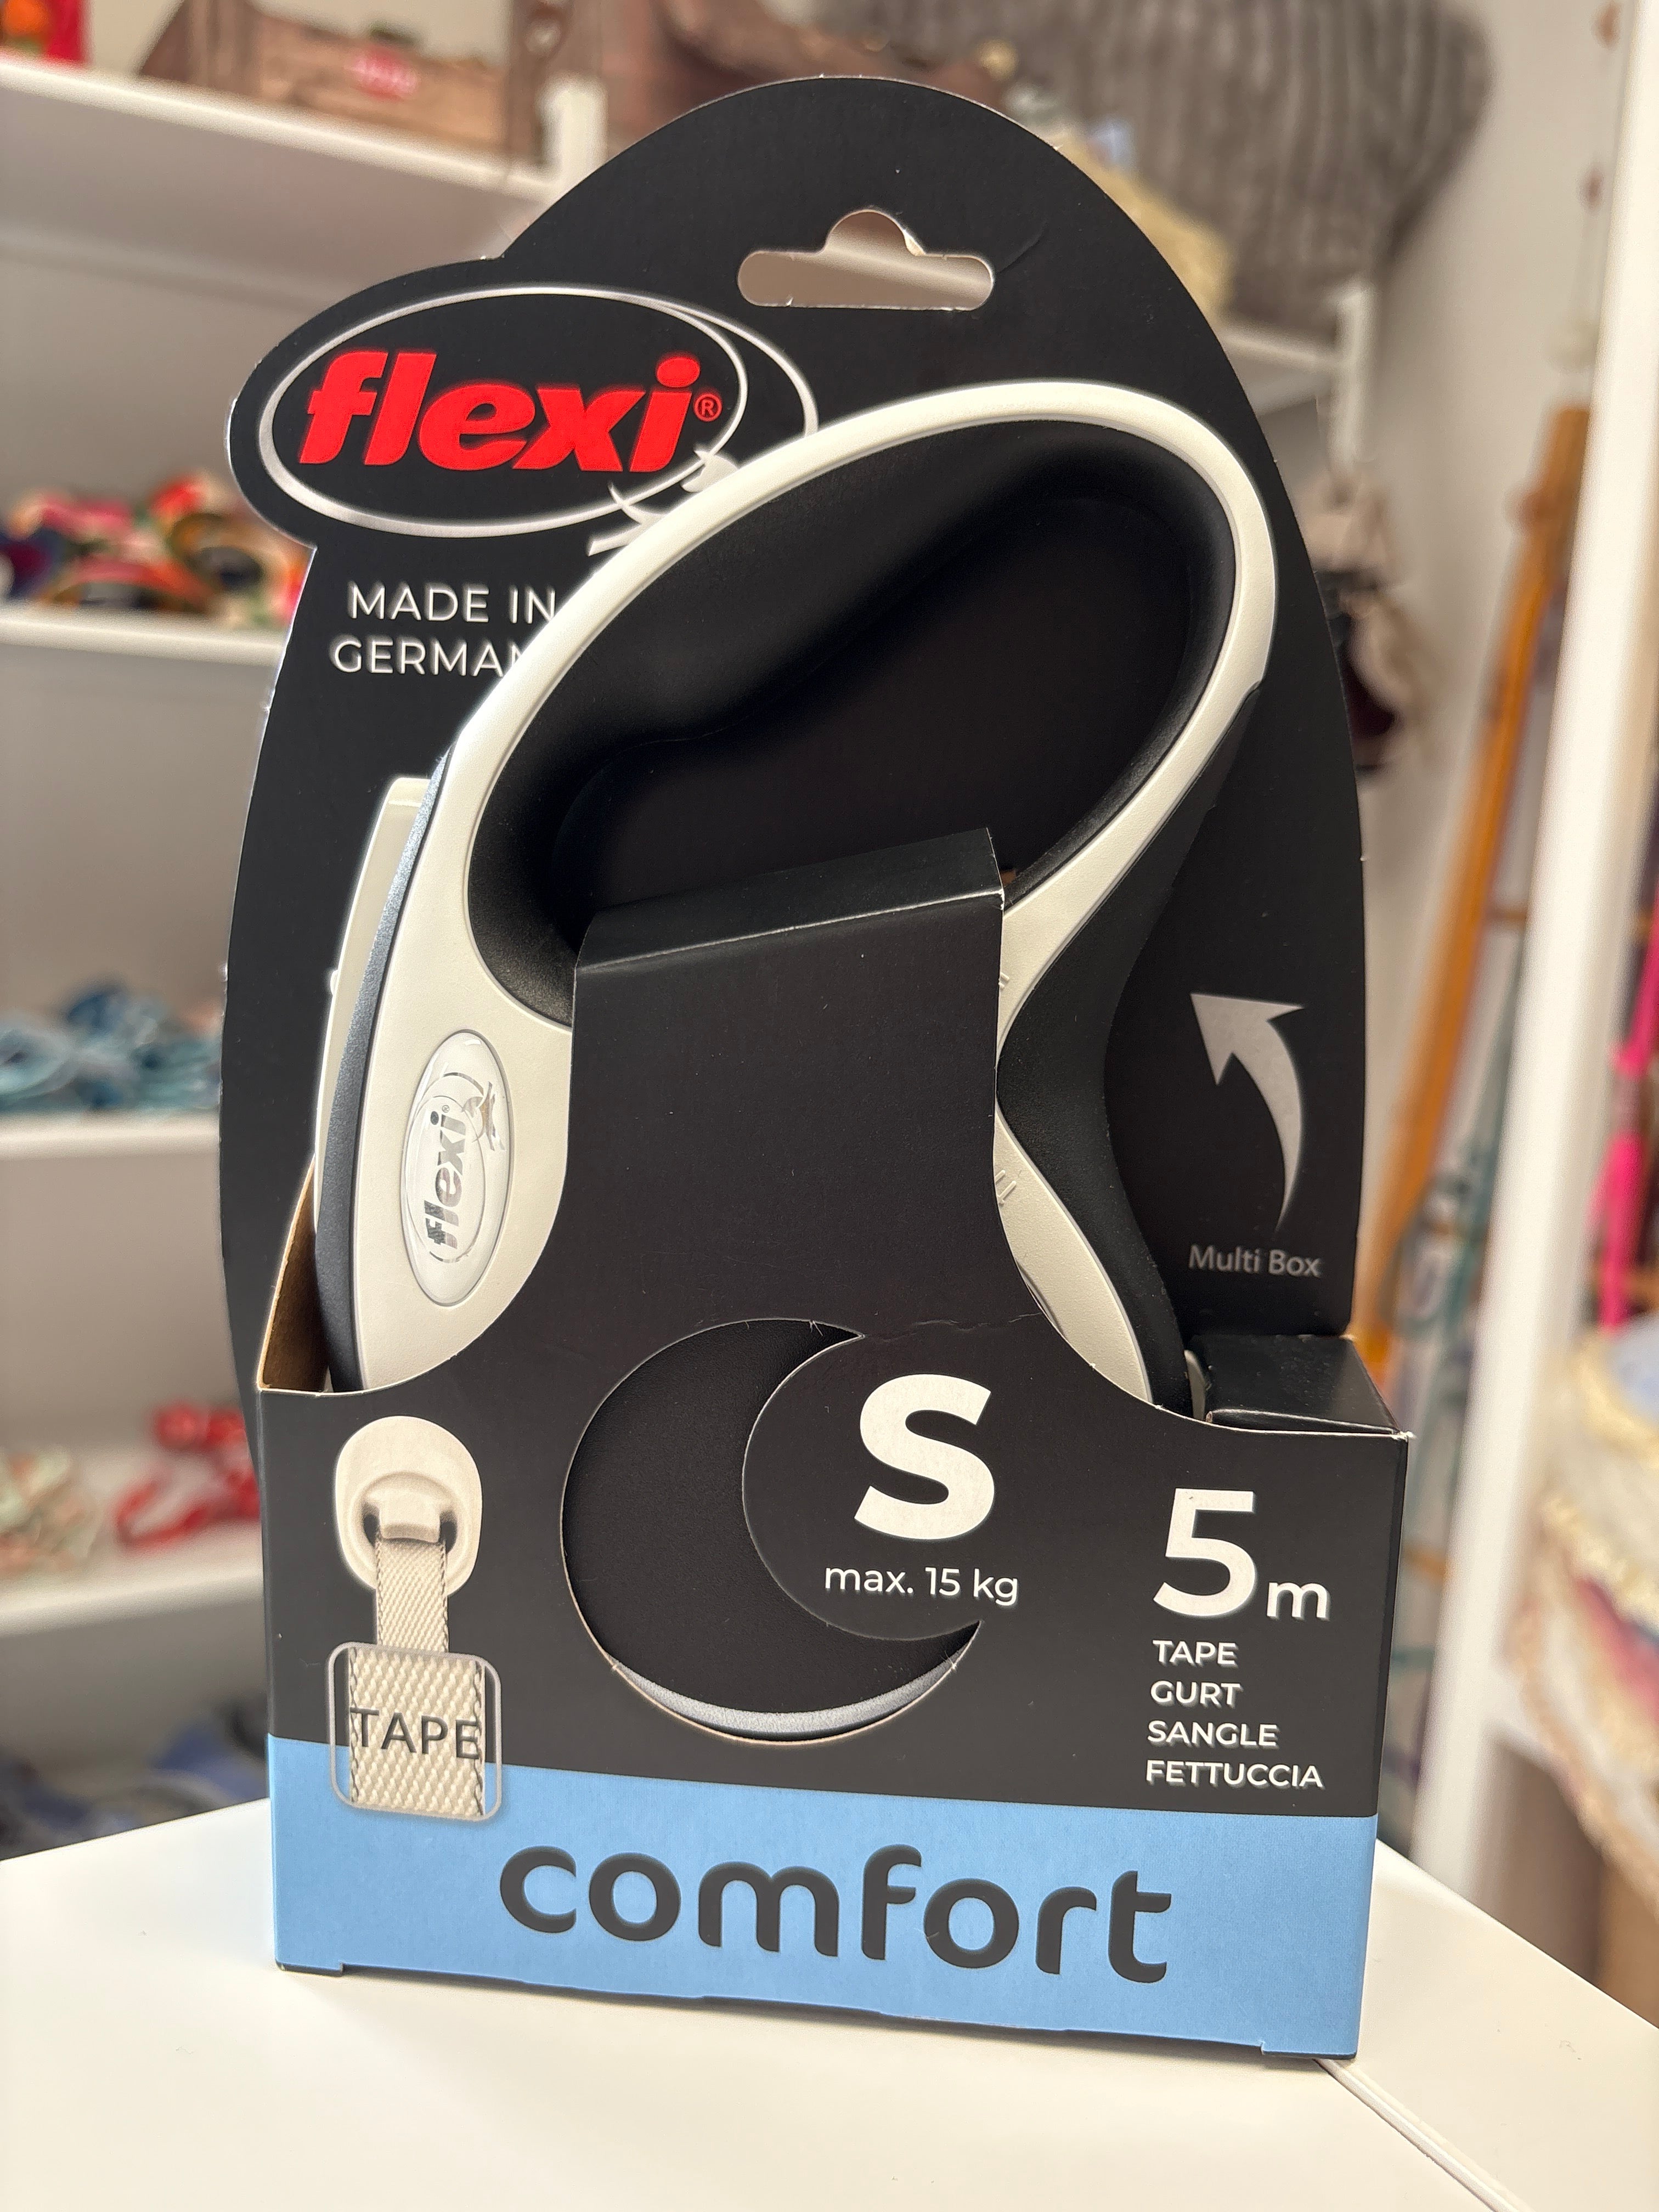 flexi®
MADE IN
GERMAN
flexi®
Multi Box
S
max. 15 kg
5m
TAPE
GURT
SANGLE
FETTUCCIA
TAPE
comfort